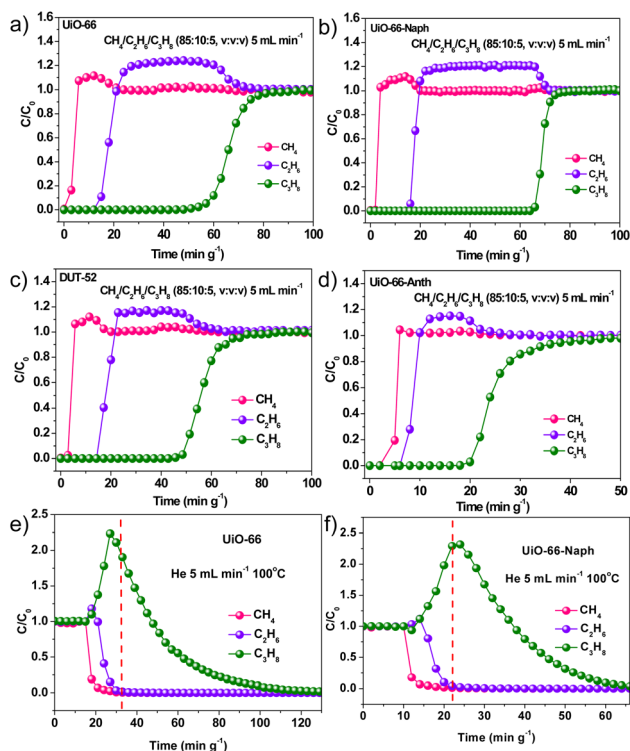 a)
UiO-66
CH₄/C₂H₆/C₃H₈ (85:10:5, v:v:v) 5 mL min⁻¹
C/C₀
1.4
1.2
1.0
0.8
0.6
0.4
0.2
0.0
CH₄
C₂H₆
C₃H₈
0 20 40 60 80 100
Time (min g⁻¹)
b)
UiO-66-Naph
CH₄/C₂H₆/C₃H₈ (85:10:5, v:v:v) 5 mL min⁻¹
C/C₀
1.4
1.2
1.0
0.8
0.6
0.4
0.2
0.0
CH₄
C₂H₆
C₃H₈
0 20 40 60 80 100
Time (min g⁻¹)
c)
DUT-52
CH₄/C₂H₆/C₃H₈ (85:10:5, v:v:v) 5 mL min⁻¹
C/C₀
1.4
1.2
1.0
0.8
0.6
0.4
0.2
0.0
CH₄
C₂H₆
C₃H₈
0 20 40 60 80 100
Time (min g⁻¹)
d)
UiO-66-Anth
CH₄/C₂H₆/C₃H₈ (85:10:5, v:v:v) 5 mL min⁻¹
C/C₀
1.4
1.2
1.0
0.8
0.6
0.4
0.2
0.0
CH₄
C₂H₆
C₃H₈
0 10 20 30 40 50
Time (min g⁻¹)
e)
UiO-66
He 5 mL min⁻¹ 100°C
C/C₀
2.5
2.0
1.5
1.0
0.5
0.0
CH₄
C₂H₆
C₃H₈
0 20 40 60 80 100 120
Time (min g⁻¹)
f)
UiO-66-Naph
He 5 mL min⁻¹ 100°C
C/C₀
2.5
2.0
1.5
1.0
0.5
0.0
CH₄
C₂H₆
C₃H₈
0 10 20 30 40 50 60
Time (min g⁻¹)